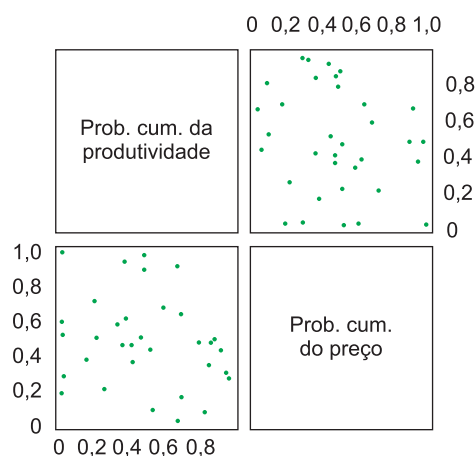 0 0,2 0,4 0,6 0,8 1,0
Prob. cum. da
produtividade
0,8
0,6
0,4
0,2
0
1,0
0,8
0,6
0,4
0,2
0
Prob. cum.
do preço
0 0,2 0,4 0,6 0,8